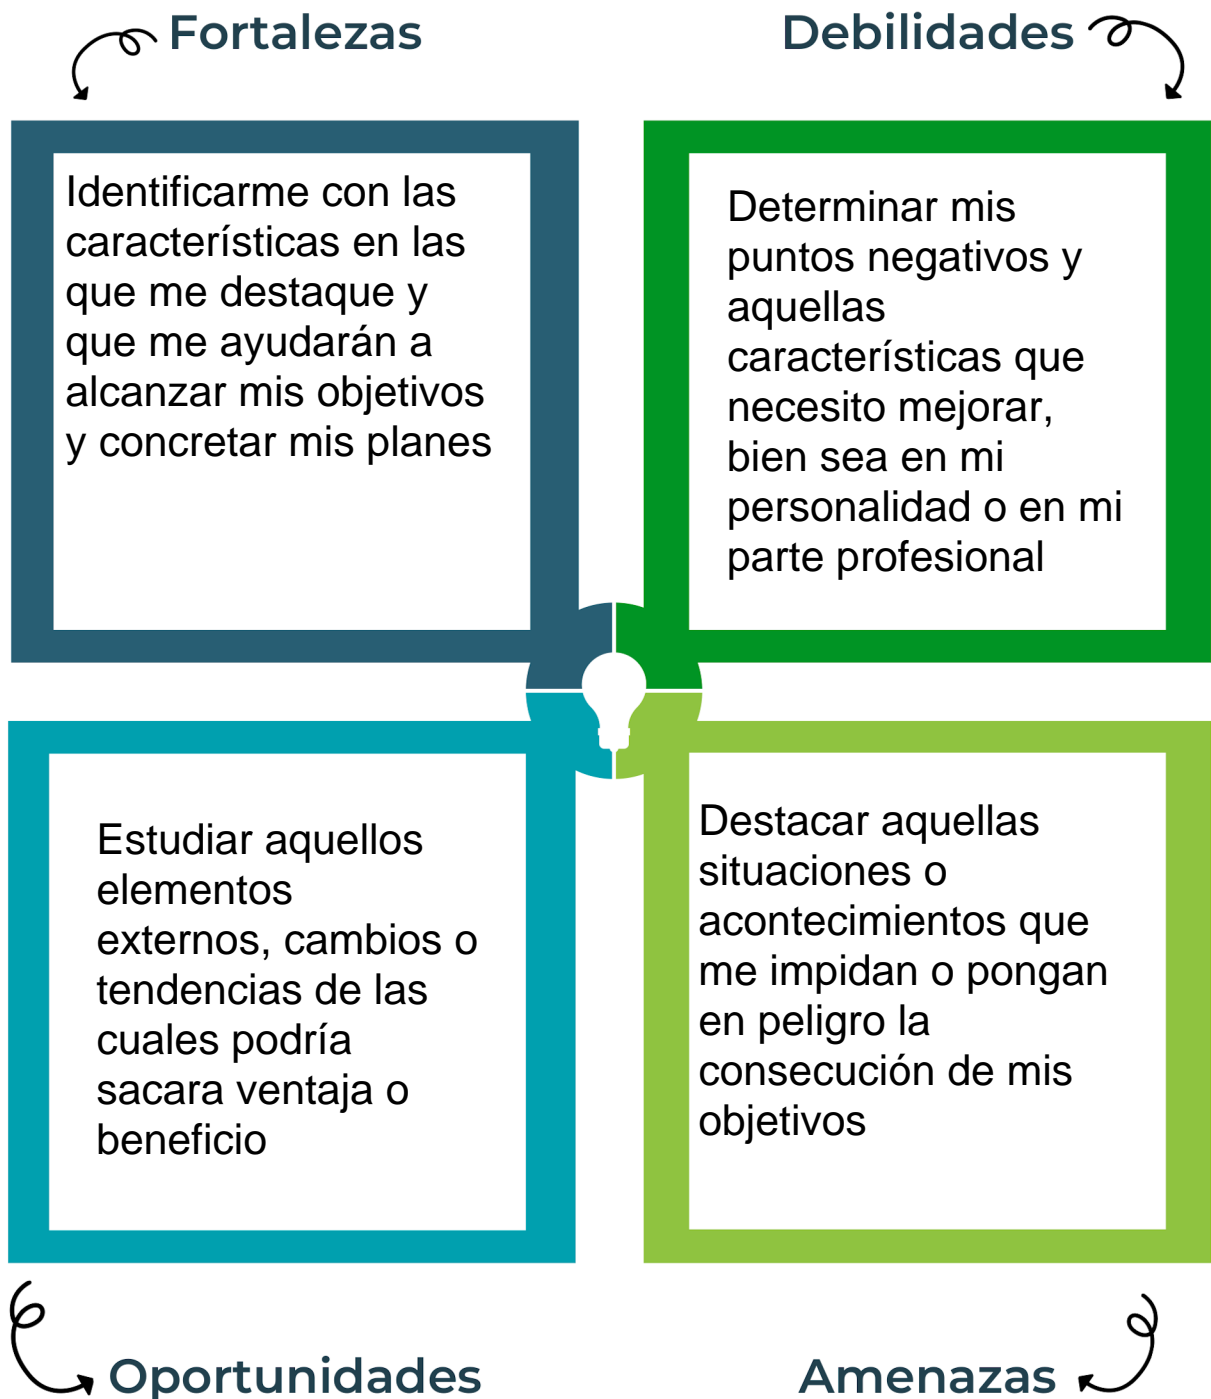 Fortalezas
Identificarme con las
características en las
que me destaque y
que me ayudarán a
alcanzar mis objetivos
y concretar mis planes
Debilidades
Determinar mis
puntos negativos y
aquellas
características que
necesito mejorar,
bien sea en mi
personalidad o en mi
parte profesional
Estudiar aquellos
elementos
externos, cambios o
tendencias de las
cuales podría
sacara ventaja o
beneficio
Oportunidades
Destacar aquellas
situaciones o
acontecimientos que
me impidan o pongan
en peligro la
consecución de mis
objetivos
Amenazas